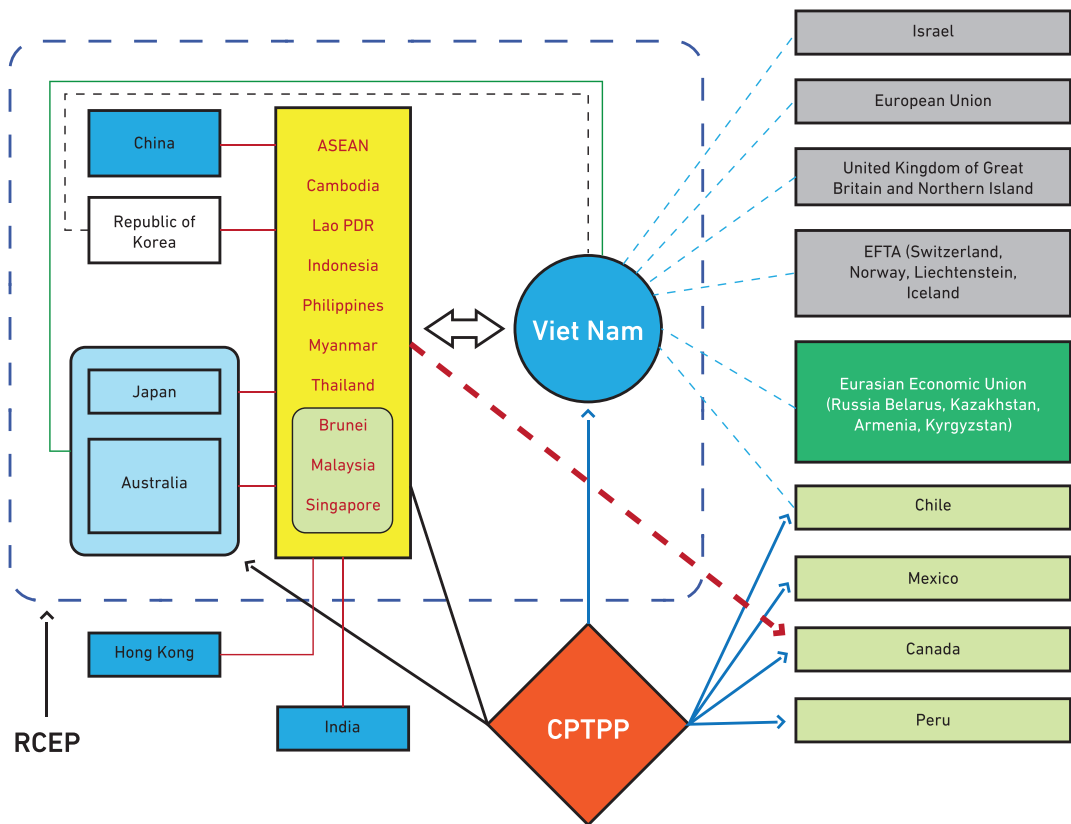 China
Republic of
Korea
Japan
Australia
Hong Kong
RCEP
ASEAN
Cambodia
Lao PDR
Indonesia
Philippines
Myanmar
Thailand
Brunei
Malaysia
Singapore
India
Viet Nam
CPTPP
Israel
European Union
United Kingdom of Great
Britain and Northern Island
EFTA (Switzerland,
Norway, Liechtenstein,
Iceland
Eurasian Economic Union
(Russia Belarus, Kazakhstan,
Armenia, Kyrgyzstan)
Chile
Mexico
Canada
Peru